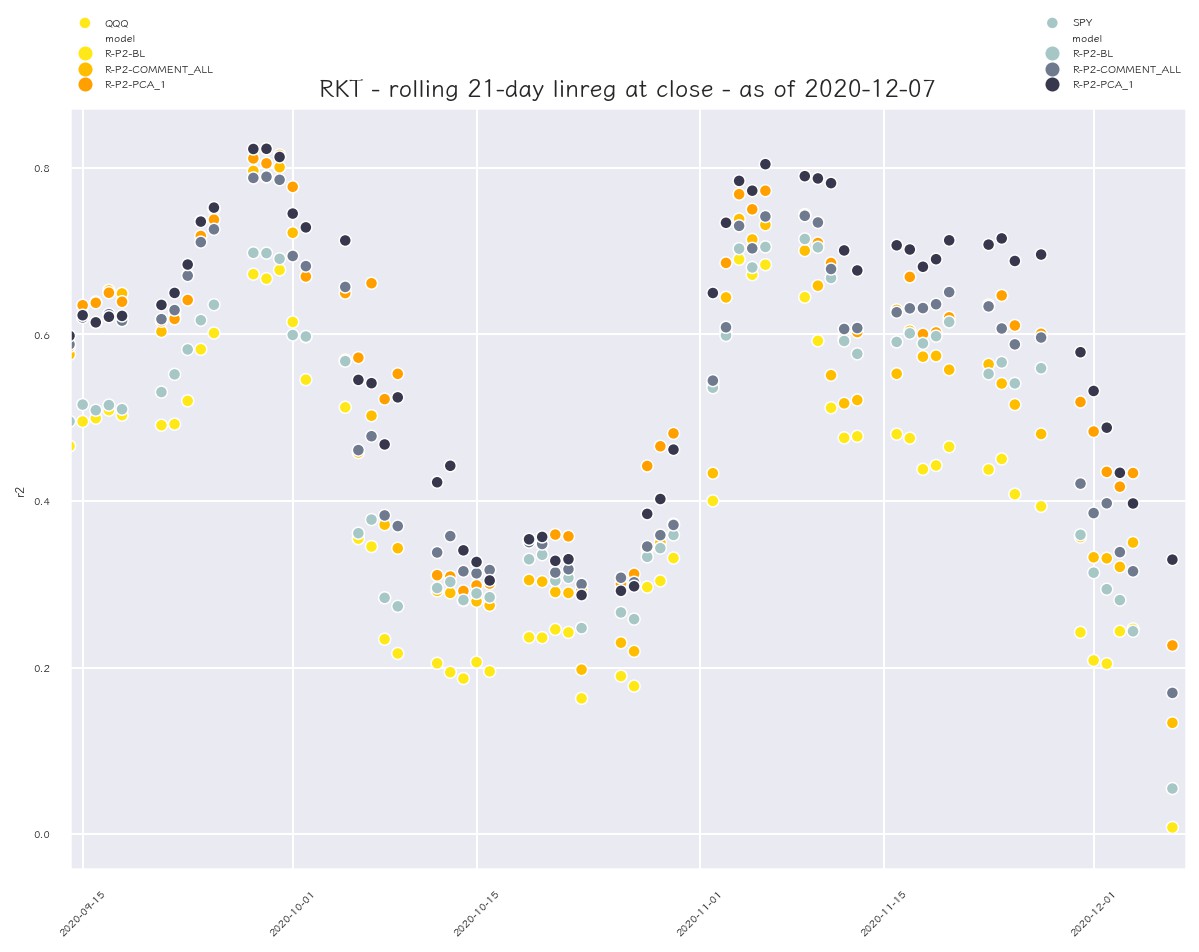 QQQ
model
R-P2-BL
R-P2-COMMENT_ALL
R-P2-PCA_1
SPY
model
R-P2-BL
R-P2-COMMENT_ALL
R-P2-PCA_1
RKT - rolling 21-day linreg at close - as of 2020-12-07
0.8
0.6
0.4
0.2
0.0
r2
2020-09-15
2020-10-01
2020-10-15
2020-11-01
2020-11-15
2020-12-01